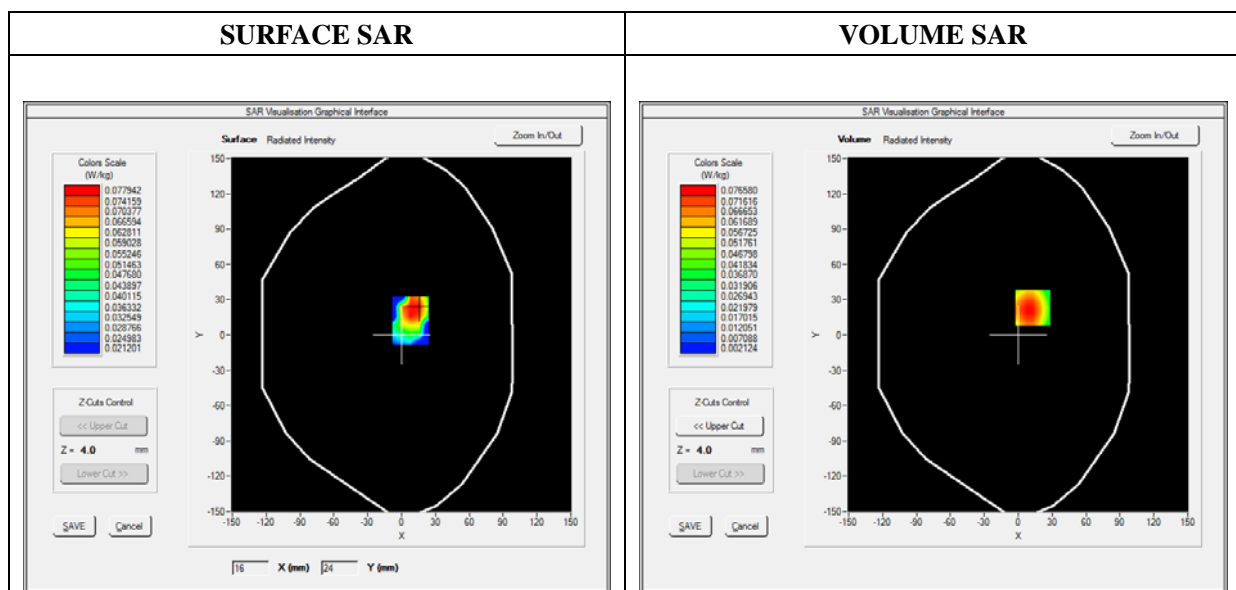 SURFACE SAR
VOLUME SAR
SAR Visualisation Graphical Interface
Surface Radiated Intensity
Zoom In/Out
Colors Scale
(W/kg)
0.077942
0.074159
0.070377
0.066594
0.062811
0.059028
0.055246
0.051463
0.047680
0.043897
0.040115
0.036332
0.032549
0.028766
0.024983
0.021201
Z-Cuts Control
<< Upper Cut
Z = 4.0 mm
Lower Cut >>
SAVE Cancel
150
120
90
60
30
0
-30
-60
-90
-120
-150
Y
-150 -120 -90 -60 -30 0 30 60 90 120 150
X
16 X (mm) 24 Y (mm)
SAR Visualisation Graphical Interface
Volume Radiated Intensity
Zoom In/Out
Colors Scale
(W/kg)
0.076580
0.071616
0.066653
0.061689
0.056725
0.051761
0.046798
0.041834
0.036870
0.031906
0.026943
0.021979
0.017015
0.012051
0.007088
0.002124
Z-Cuts Control
<< Upper Cut
Z = 4.0 mm
Lower Cut >>
SAVE Cancel
150
120
90
60
30
0
-30
-60
-90
-120
-150
Y
-150 -120 -90 -60 -30 0 30 60 90 120 150
X